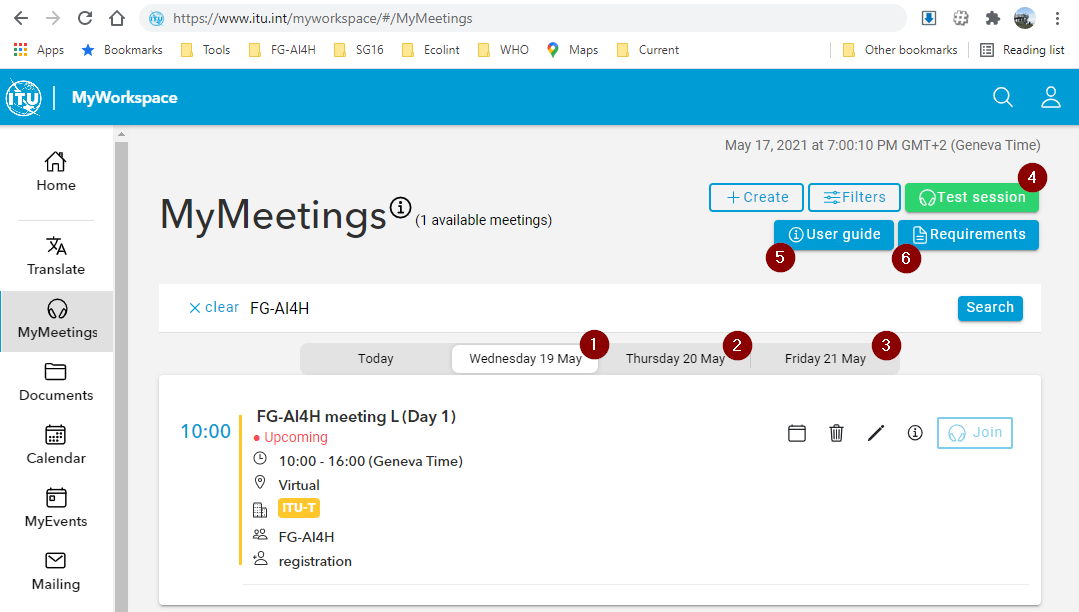 https://www.itu.int/myworkspace/#/MyMeetings
Apps Bookmarks Tools FG-AI4H SG16 Ecolint WHO Maps Current Other bookmarks Reading list
ITU MyWorkspace
May 17, 2021 at 7:00:10 PM GMT+2 (Geneva Time)
Home
Translate
MyMeetings
Documents
Calendar
MyEvents
Mailing
MyMeetings (1 available meetings)
Create Filters Test session 4
5 User guide 6 Requirements
clear FG-AI4H Search
Today Wednesday 19 May 1 Thursday 20 May 2 Friday 21 May 3
10:00 FG-AI4H meeting L (Day 1)
Upcoming
10:00 - 16:00 (Geneva Time)
Virtual
ITU-T
FG-AI4H
registration
Join